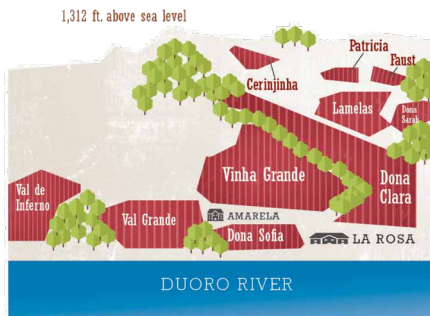 1,312 ft. above sea level
Patricia
Faust
Cerinjinha
Lamelas
Dona
Sarah
Vinha Grande
Dona
Clara
Val de
Inferno
Val Grande
AMARELA
Dona Sofia
LA ROSA
DUORO RIVER